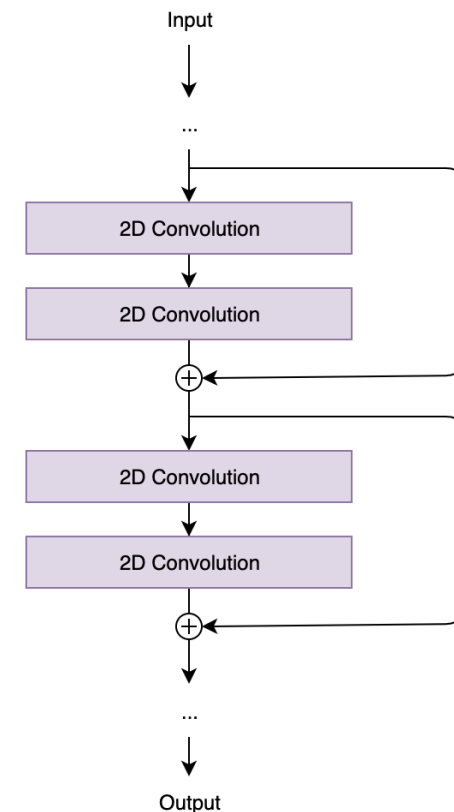 Input
...
2D Convolution
2D Convolution
+
2D Convolution
2D Convolution
+
...
Output